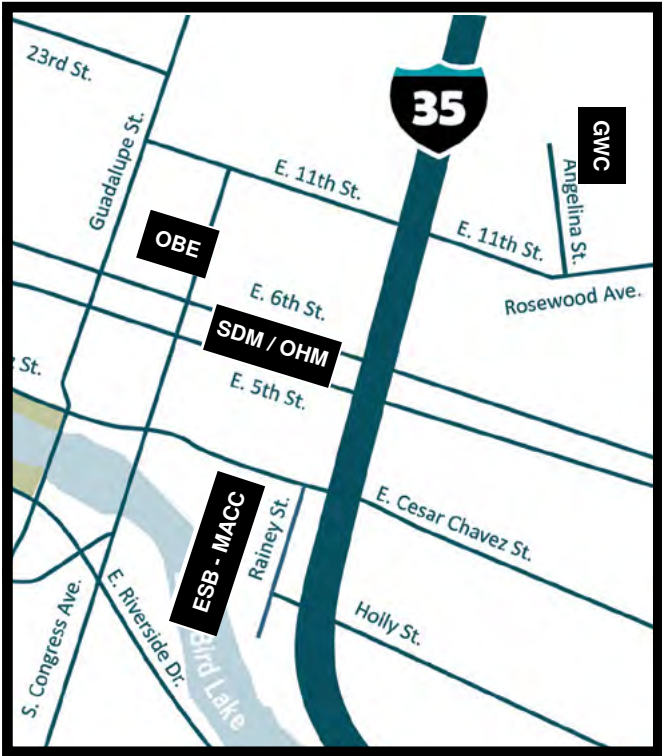 23rd St.
35
GWC
Guadalupe St.
E. 11th St.
Angelina St.
OBE
E. 11th St.
E. 6th St.
Rosewood Ave.
SDM / OHM
St.
E. 5th St.
ESB - MACC
Rainey St.
E. Cesar Chavez St.
S. Congress Ave.
E. Riverside Dr.
Holly St.
Bird Lake